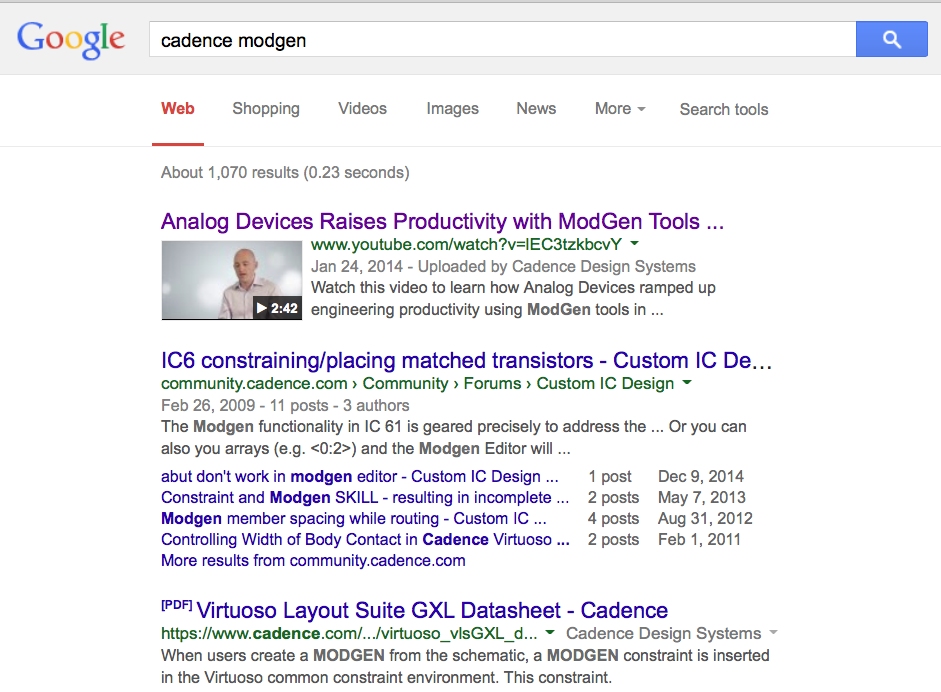 Google
cadence modgen
Web Shopping Videos Images News More Search tools
About 1,070 results (0.23 seconds)
Analog Devices Raises Productivity with ModGen Tools ...
www.youtube.com/watch?v=lEC3tzkbcvY
Jan 24, 2014 - Uploaded by Cadence Design Systems
Watch this video to learn how Analog Devices ramped up
engineering productivity using ModGen tools in ...
2:42
IC6 constraining/placing matched transistors - Custom IC De...
community.cadence.com › Community › Forums › Custom IC Design
Feb 26, 2009 - 11 posts - 3 authors
The Modgen functionality in IC 61 is geared precisely to address the ... Or you can
also you arrays (e.g. <0:2>) and the Modgen Editor will ...
abut don't work in modgen editor - Custom IC Design ... 1 post Dec 9, 2014
Constraint and Modgen SKILL - resulting in incomplete ... 2 posts May 7, 2013
Modgen member spacing while routing - Custom IC ... 4 posts Aug 31, 2012
Controlling Width of Body Contact in Cadence Virtuoso ... 2 posts Feb 1, 2011
More results from community.cadence.com
[PDF] Virtuoso Layout Suite GXL Datasheet - Cadence
https://www.cadence.com/.../virtuoso_vlsGXL_d... Cadence Design Systems
When users create a MODGEN from the schematic, a MODGEN constraint is inserted
in the Virtuoso common constraint environment. This constraint.